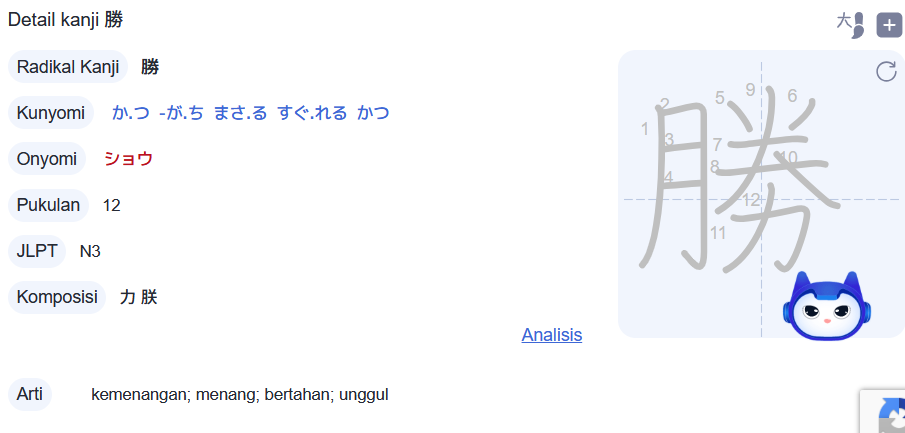 Detail kanji 勝
大
Radikal Kanji 勝
Kunyomi か.つ -が.ち まさ.る すぐ.れる かつ
Onyomi ショウ
Pukulan 12
JLPT N3
Komposisi 力 朕
Analisis
Arti kemenangan; menang; bertahan; unggul
勝
1
2
3
4
5
6
7
8
9
10
11
12